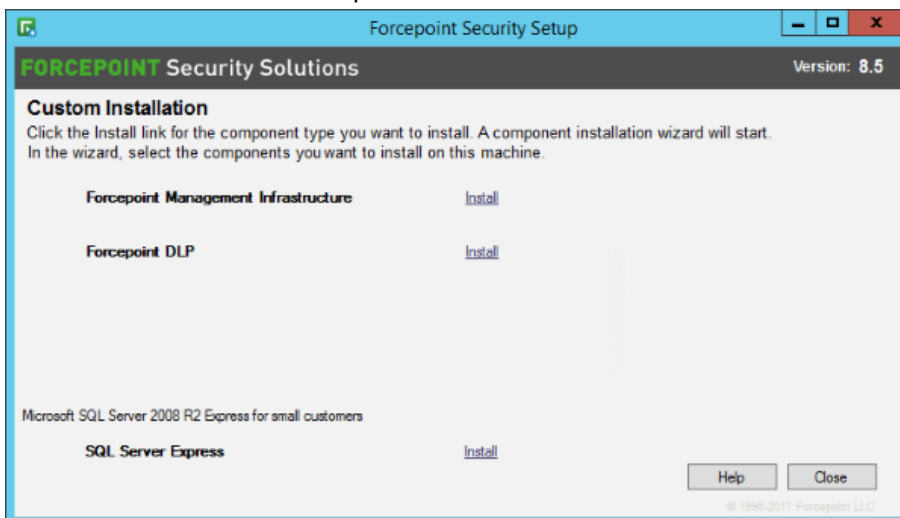 Forcepoint Security Setup
FORCEPOINT Security Solutions
Version: 8.5
Custom Installation
Click the Install link for the component type you want to install. A component installation wizard will start.
In the wizard, select the components you want to install on this machine.
Forcepoint Management Infrastructure Install
Forcepoint DLP Install
Microsoft SQL Server 2008 R2 Express for small customers
SQL Server Express Install
Help Close
© 1996-2017 Forcepoint LLC